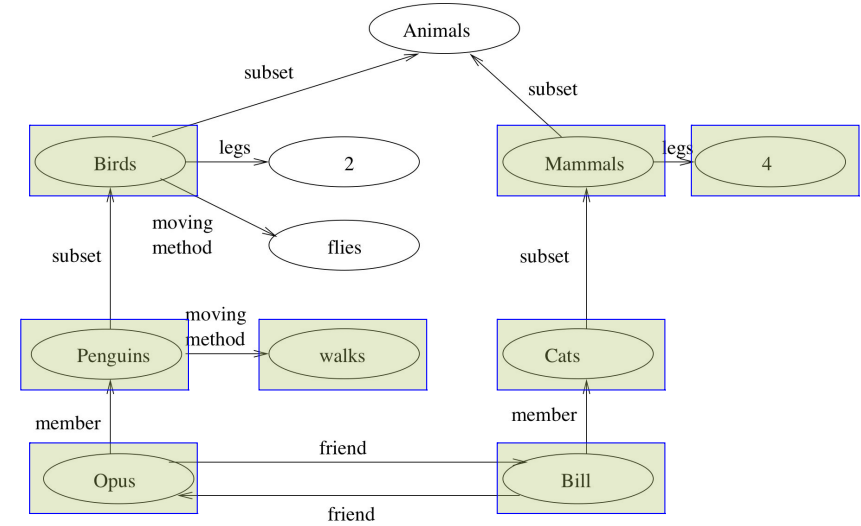 Animals
subset
subset
Birds
legs
2
Mammals
legs
4
moving
method
flies
subset
subset
moving
method
Penguins
walks
Cats
member
member
friend
Opus
Bill
friend